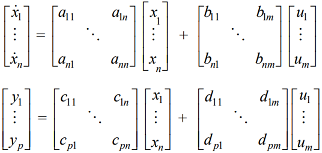 [ẋ₁ ⋮ ẋₙ] = [a₁₁ a₁ₙ ⋱ aₙ₁ aₙₙ] [x₁ ⋮ xₙ] + [b₁₁ b₁ₘ ⋱ bₙ₁ bₙₘ] [u₁ ⋮ uₘ]
[y₁ ⋮ yₚ] = [c₁₁ c₁ₙ ⋱ cₚ₁ cₚₙ] [x₁ ⋮ xₙ] + [d₁₁ d₁ₘ ⋱ dₚ₁ dₚₘ] [u₁ ⋮ uₘ]